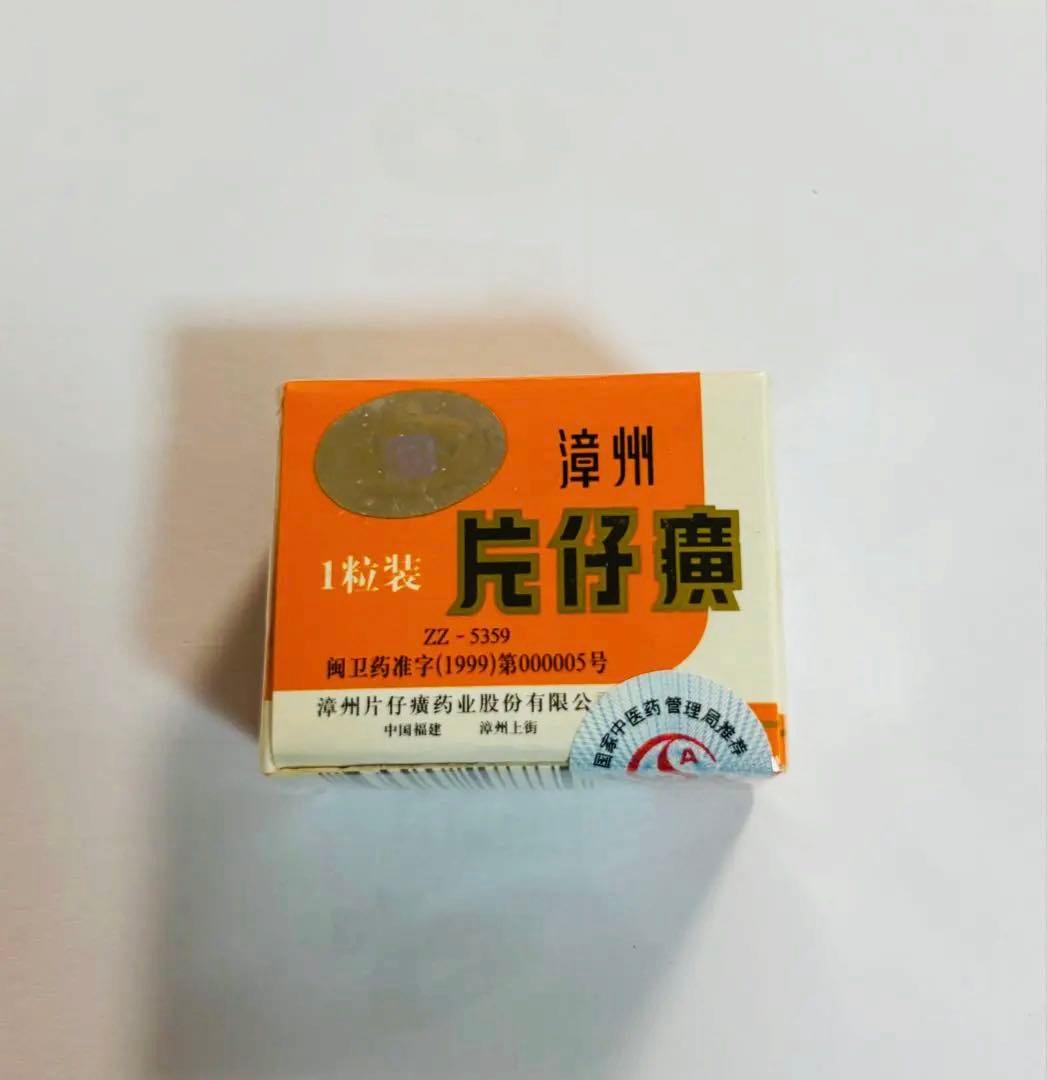 漳州
片仔癀
1粒装
ZZ-5359
闽卫药准字(1999)第000005号
漳州片仔癀药业股份有限公
中国福建 漳州上街
国家中医药管理局推荐
A